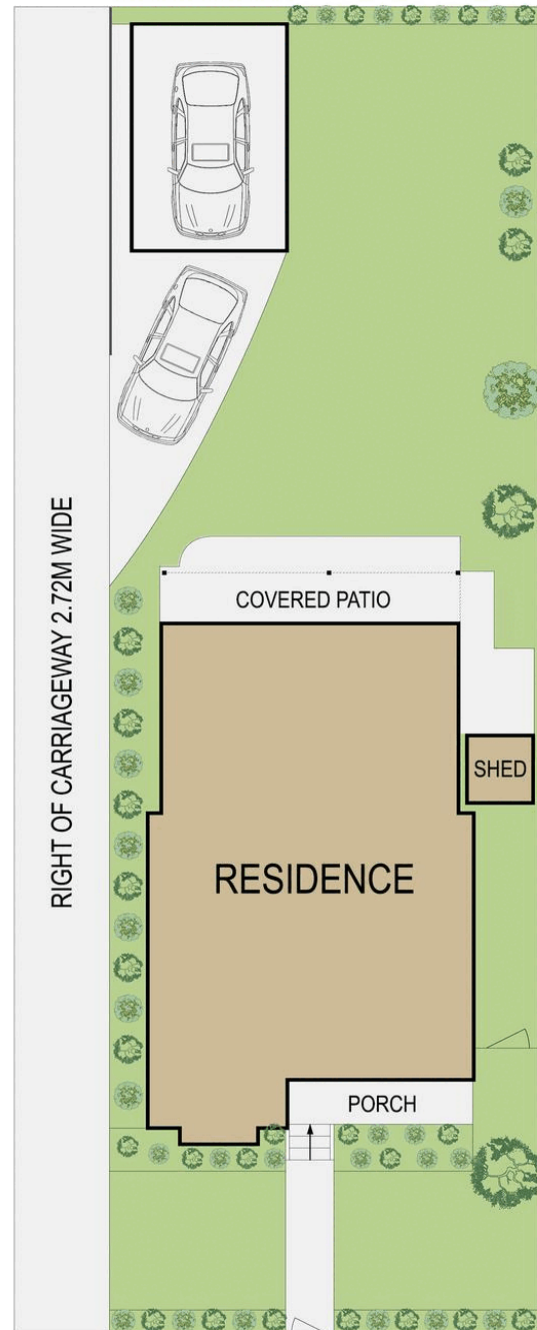 RIGHT OF CARRIAGEWAY 2.72M WIDE
COVERED PATIO
SHED
RESIDENCE
PORCH